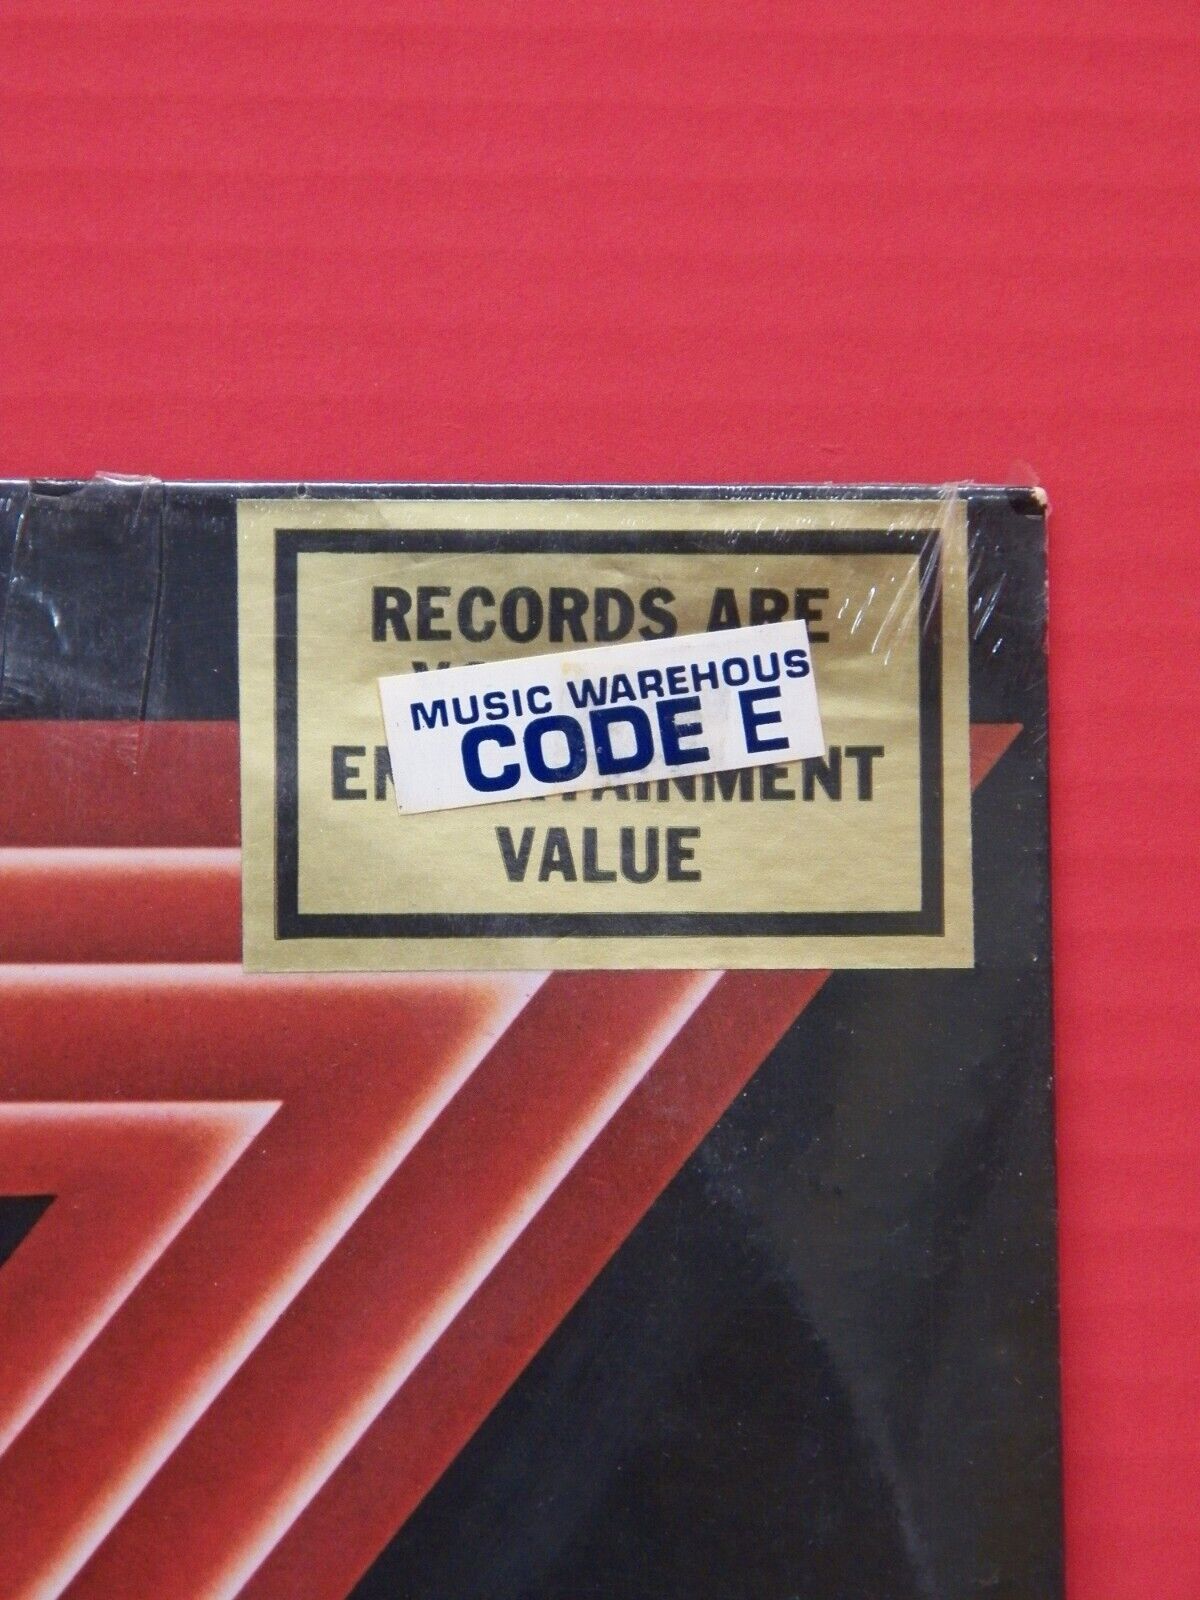 RECORDS ARE
MUSIC WAREHOUS
CODE E
VALUE